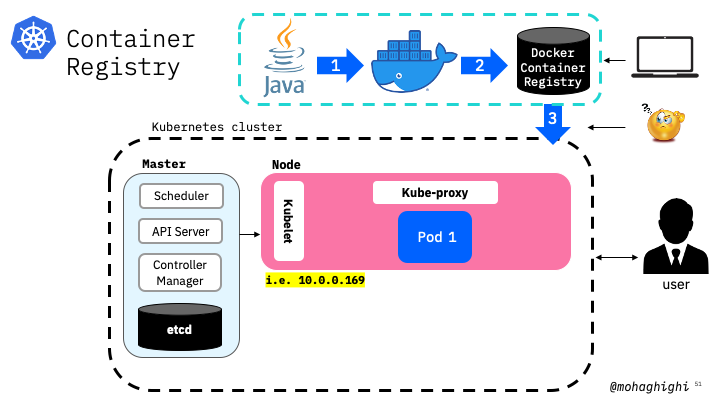 Container
Registry
Java
1
2
Docker
Container
Registry
3
??
?
Kubernetes cluster
Master
Scheduler
API Server
Controller
Manager
etcd
Node
Kubelet
Kube-proxy
Pod 1
i.e. 10.0.0.169
user
@mohaghighi
51